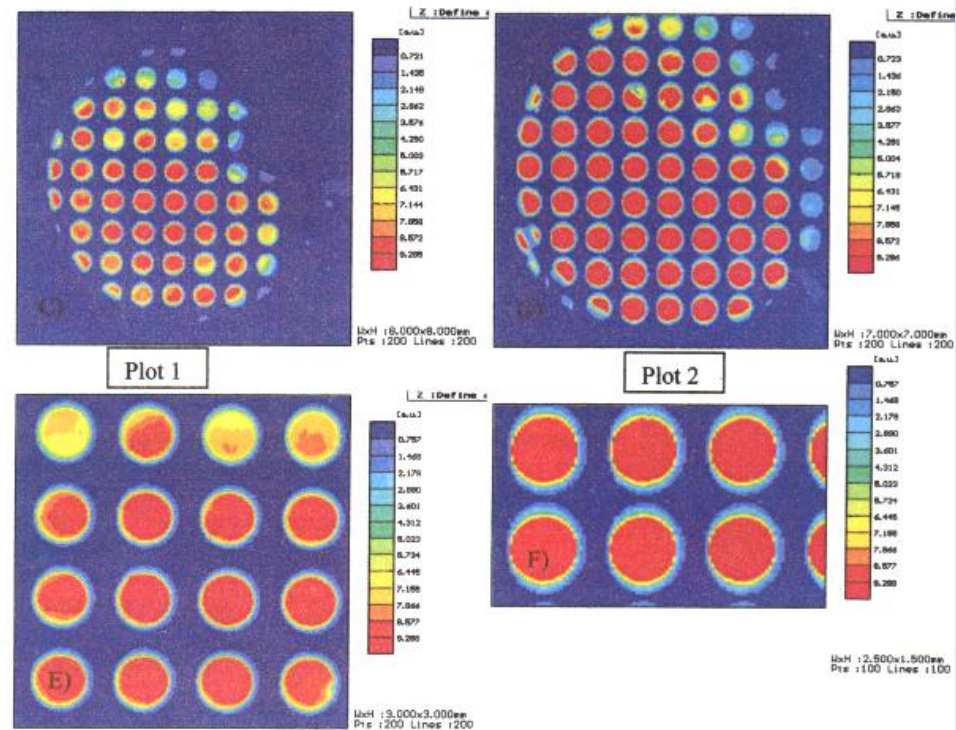 Z :Define
[a.u.]
0.721
1.435
2.148
2.862
3.576
4.290
5.003
5.717
6.431
7.144
7.858
8.572
9.285
C)
WxH :8.000x8.000mm
Pts :200 Lines :200
Plot 1
Z :Define
[a.u.]
0.723
1.436
2.150
2.863
3.577
4.291
5.004
5.718
6.431
7.145
7.858
8.572
9.286
WxH :7.000x7.000mm
Pts :200 Lines :200
Plot 2
Z :Define
[a.u.]
0.757
1.468
2.179
2.890
3.601
4.312
5.023
5.734
6.445
7.155
7.866
8.577
9.288
E)
WxH :3.000x3.000mm
Pts :200 Lines :200
[a.u.]
0.757
1.468
2.179
2.890
3.601
4.312
5.023
5.734
6.445
7.155
7.866
8.577
9.288
F)
WxH :2.500x1.500mm
Pts :100 Lines :100